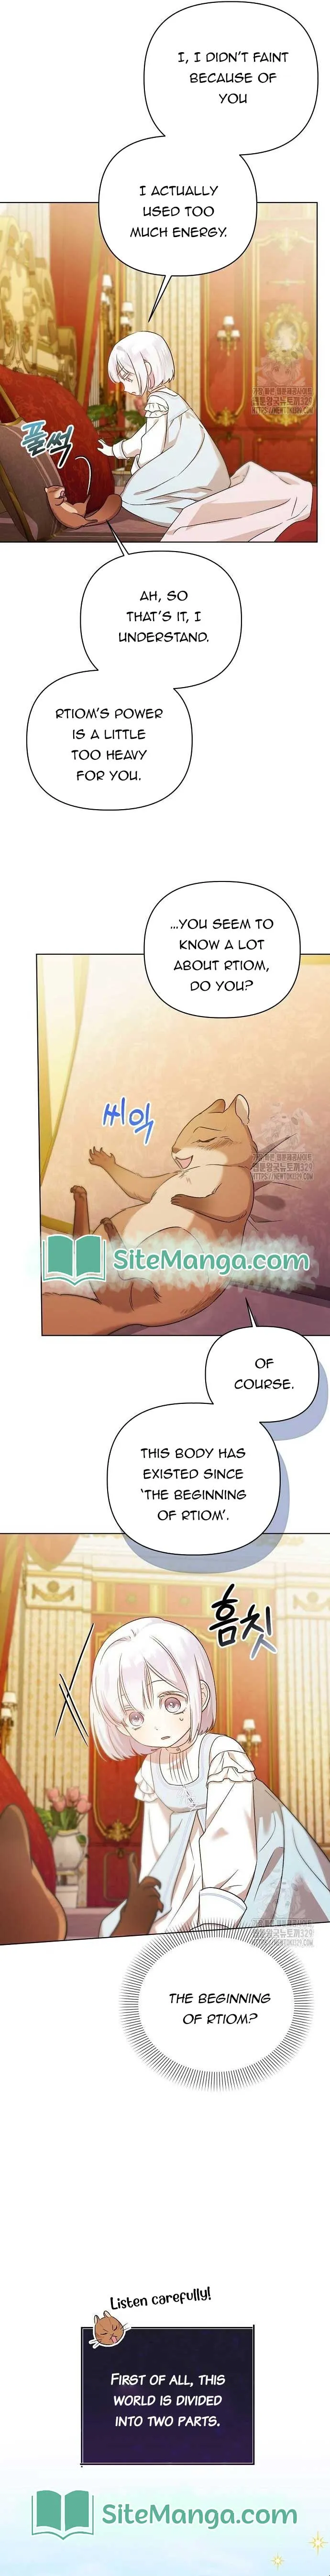 I, I DIDN'T FAINT
BECAUSE OF
YOU
I ACTUALLY
USED TOO
MUCH ENERGY.
풀썩
AH, SO
THAT'S IT, I
UNDERSTAND.
RTIOM'S POWER
IS A LITTLE
TOO HEAVY
FOR YOU.
...YOU SEEM TO
KNOW A LOT
ABOUT RTIOM,
DO YOU?
씨익
SiteManga.com
OF
COURSE.
THIS BODY HAS
EXISTED SINCE
'THE BEGINNING
OF RTIOM'.
흠칫
THE BEGINNING
OF RTIOM?
Listen carefully!
FIRST OF ALL, THIS
WORLD IS DIVIDED
INTO TWO PARTS.
SiteManga.com